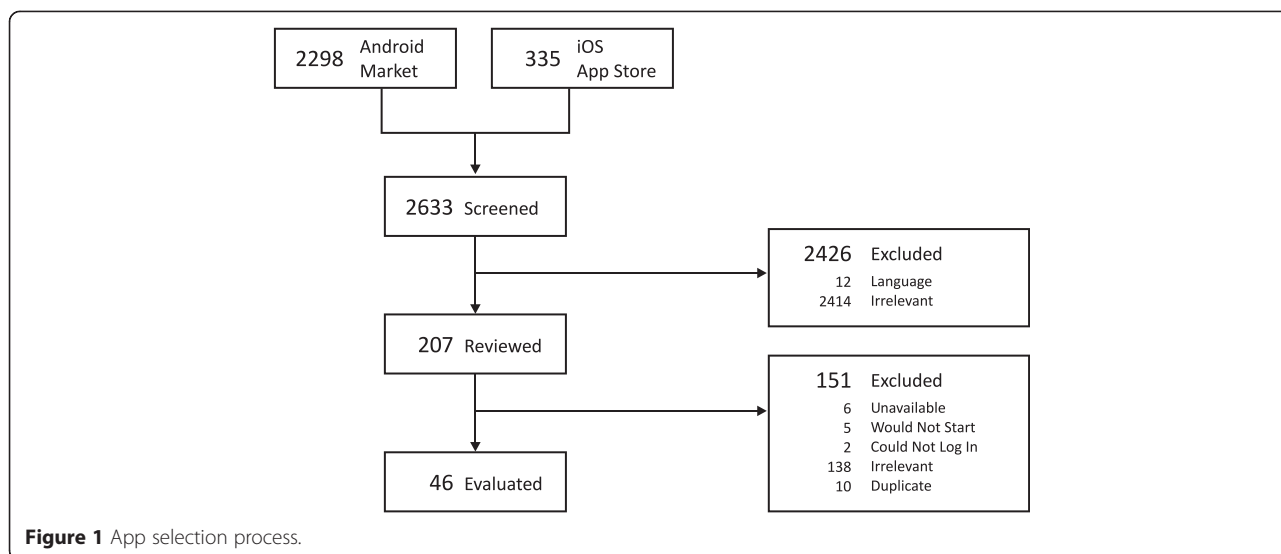 2298 Android Market
335 iOS App Store
2633 Screened
2426 Excluded
12 Language
2414 Irrelevant
207 Reviewed
151 Excluded
6 Unavailable
5 Would Not Start
2 Could Not Log In
138 Irrelevant
10 Duplicate
46 Evaluated
Figure 1 App selection process.